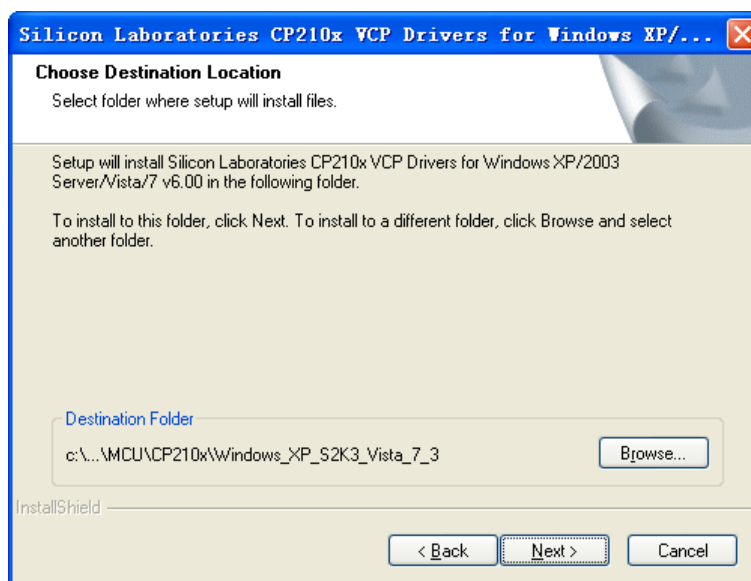 Silicon Laboratories CP210x VCP Drivers for Windows XP/...
Choose Destination Location
Select folder where setup will install files.
Setup will install Silicon Laboratories CP210x VCP Drivers for Windows XP/2003
Server/Vista/7 v6.00 in the following folder.
To install to this folder, click Next. To install to a different folder, click Browse and select
another folder.
Destination Folder
c:\...\MCU\CP210x\Windows_XP_S2K3_Vista_7_3
Browse...
InstallShield
< Back
Next >
Cancel